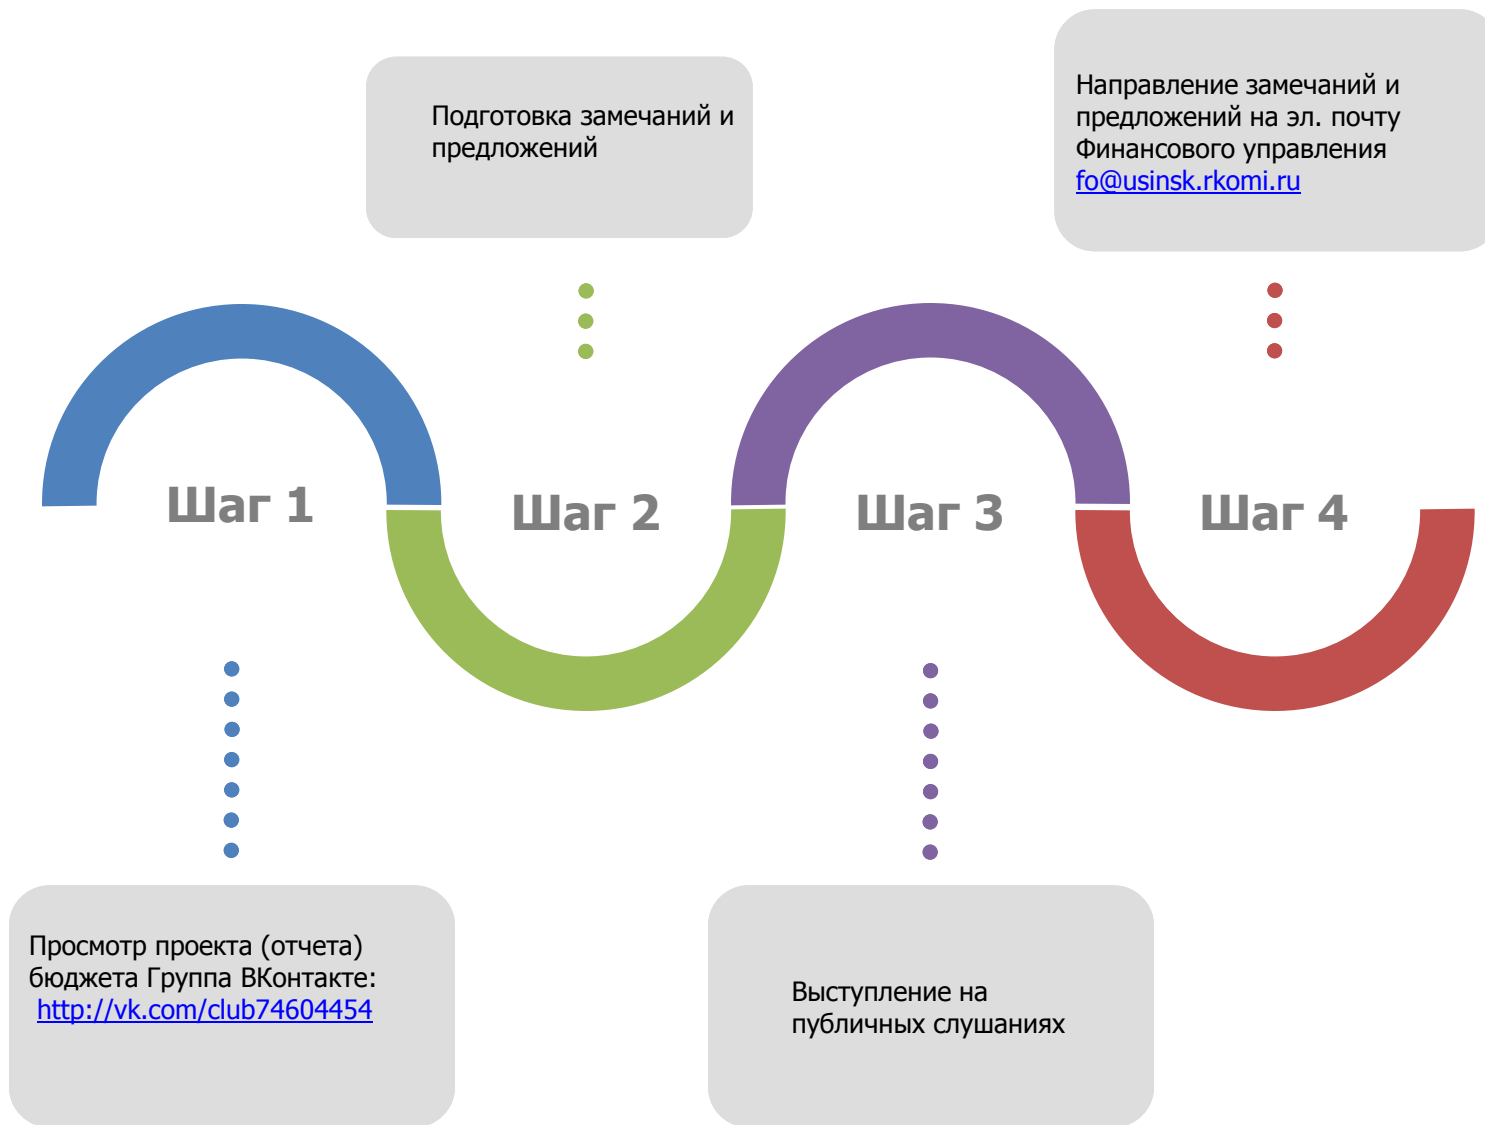 Подготовка замечаний и
предложений
Направление замечаний и
предложений на эл. почту
Финансового управления
fo@usinsk.rkomi.ru
Шаг 1
Шаг 2
Шаг 3
Шаг 4
Просмотр проекта (отчета)
бюджета Группа ВКонтакте:
http://vk.com/club74604454
Выступление на
публичных слушаниях